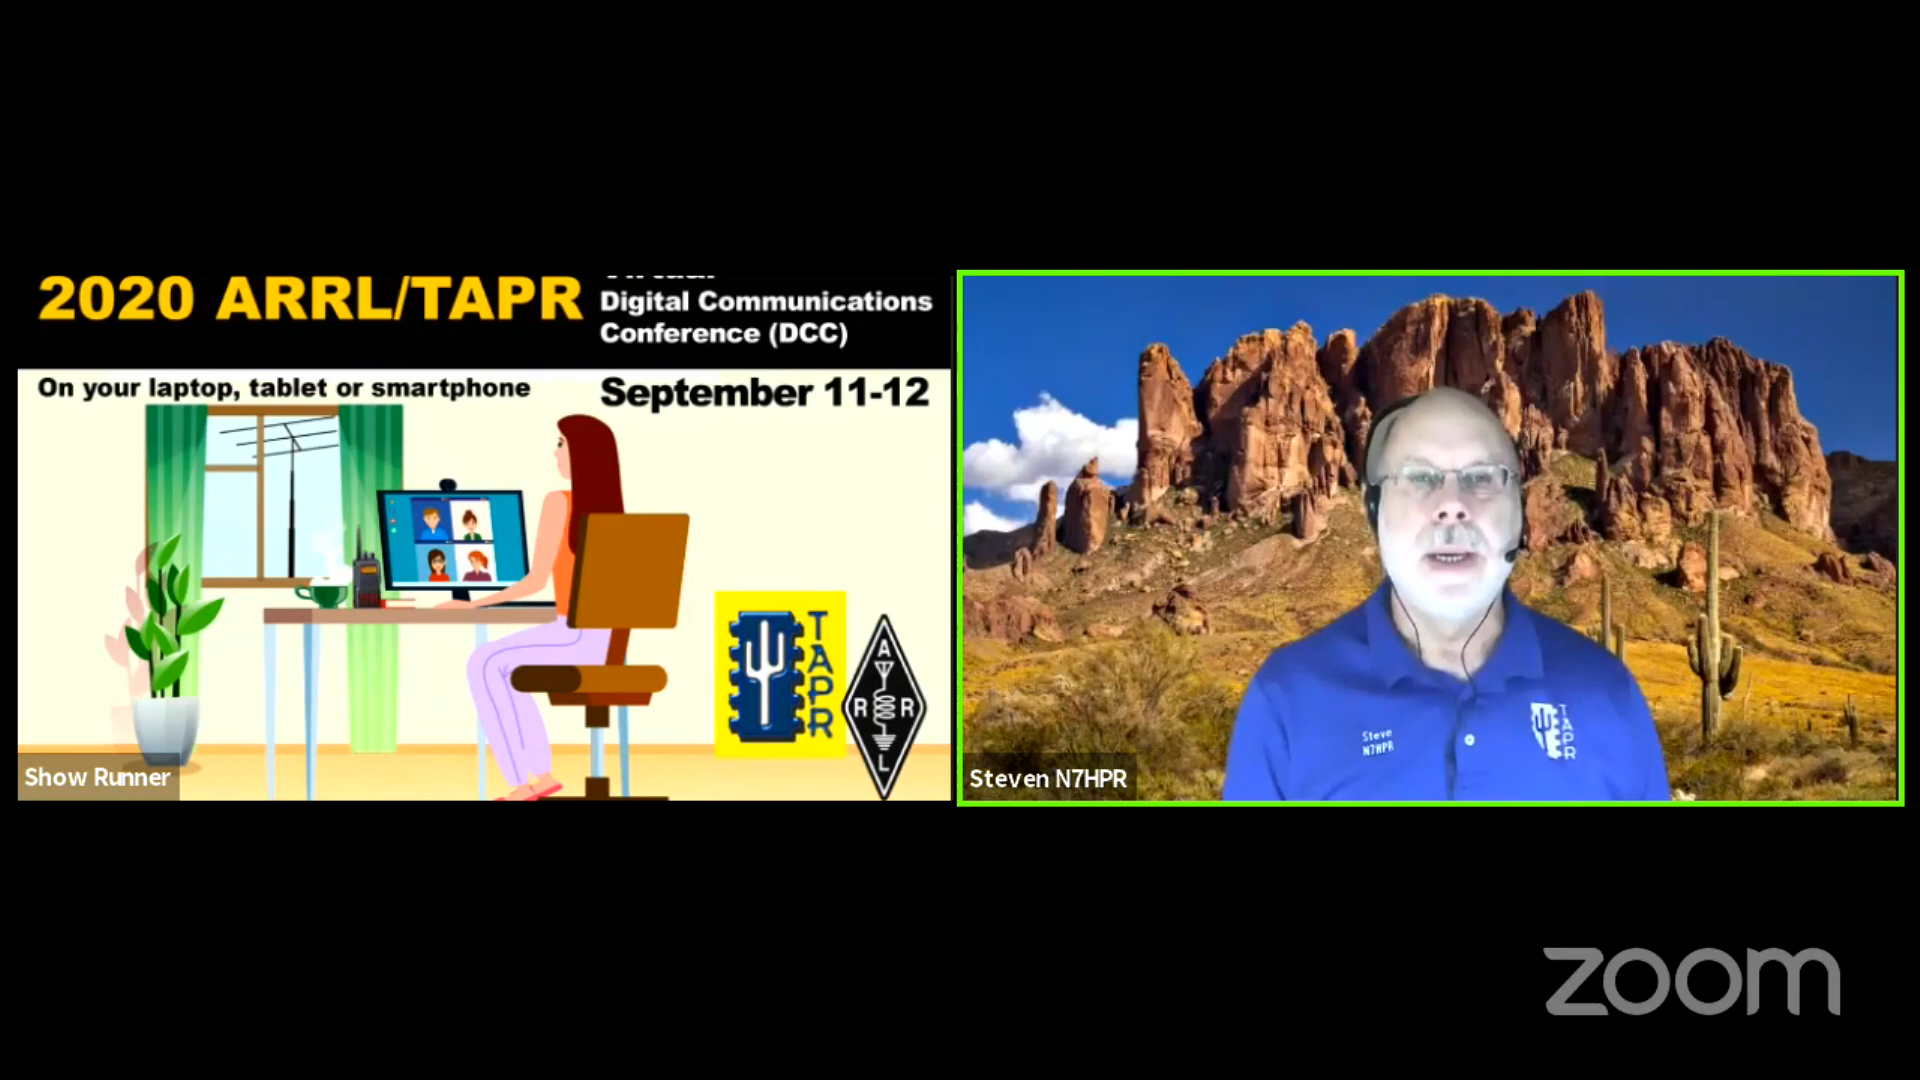 2020 ARRL/TAPR
Virtual
Digital Communications
Conference (DCC)
On your laptop, tablet or smartphone
September 11-12
TAPR
A
R R
L
Show Runner
Steve
N7HPR
TAPR
Steven N7HPR
zoom